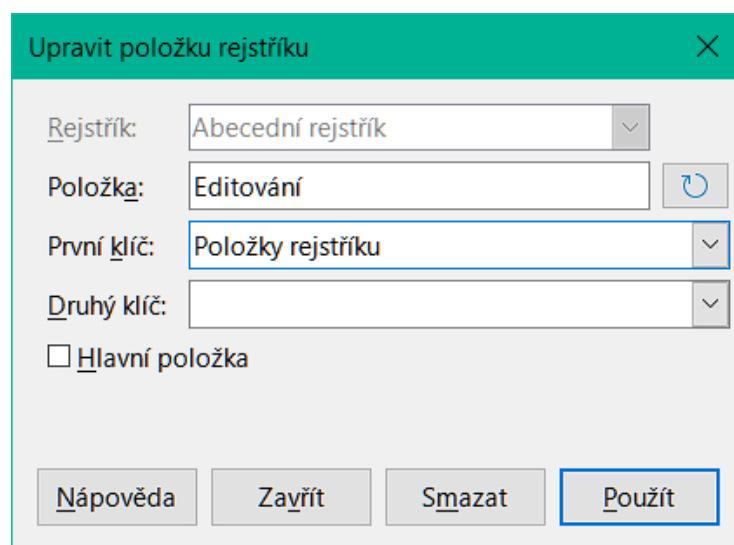 Upravit položku rejstříku
Rejstřík: Abecední rejstřík
Položka: Editování
První klíč: Položky rejstříku
Druhý klíč:
Hlavní položka
Nápověda Zavřít Smazat Použít